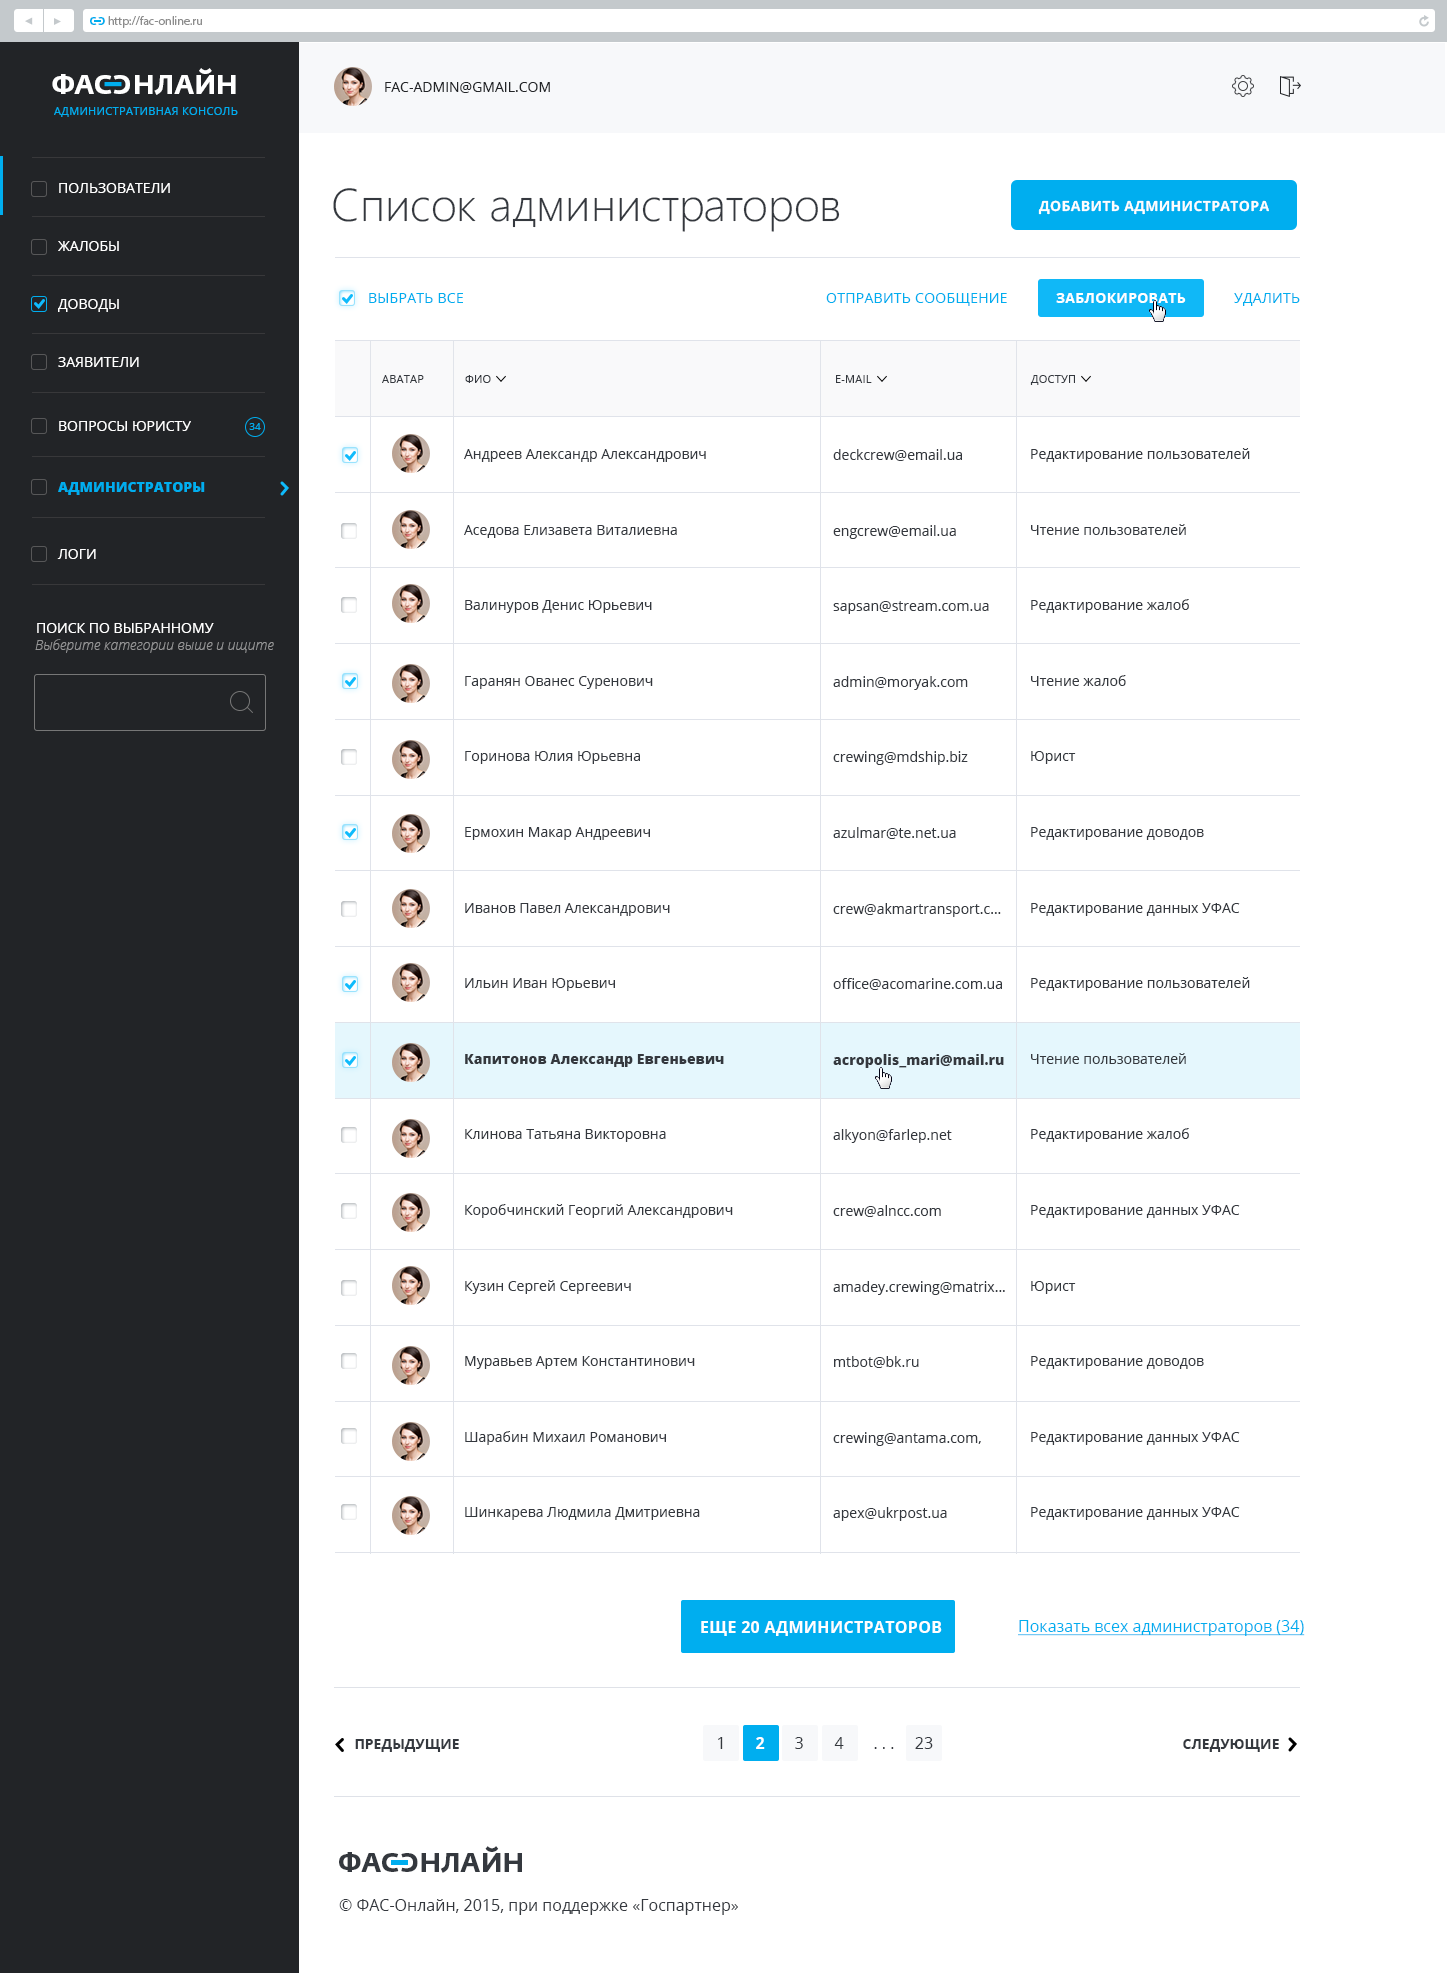 http://fac-online.ru
ФАС ОНЛАЙН
АДМИНИСТРАТИВНАЯ КОНСОЛЬ
FAC-ADMIN@GMAIL.COM
ПОЛЬЗОВАТЕЛИ
ЖАЛОБЫ
ДОВОДЫ
ЗАЯВИТЕЛИ
ВОПРОСЫ ЮРИСТУ 34
АДМИНИСТРАТОРЫ
ЛОГИ
ПОИСК ПО ВЫБРАННОМУ
Выберите категории выше и ищите
Список администраторов
ДОБАВИТЬ АДМИНИСТРАТОРА
ВЫБРАТЬ ВСЕ ОТПРАВИТЬ СООБЩЕНИЕ ЗАБЛОКИРОВАТЬ УДАЛИТЬ
АВАТАР ФИО E-MAIL ДОСТУП
Андреев Александр Александрович deckcrew@email.ua Редактирование пользователей
Аседова Елизавета Виталиевна engcrew@email.ua Чтение пользователей
Валинуров Денис Юрьевич sapsan@stream.com.ua Редактирование жалоб
Гаранян Ованес Суренович admin@moryak.com Чтение жалоб
Горинова Юлия Юрьевна crewing@mdship.biz Юрист
Ермохин Макар Андреевич azulmar@te.net.ua Редактирование доводов
Иванов Павел Александрович crew@akmartransport.c... Редактирование данных УФАС
Ильин Иван Юрьевич office@acomarine.com.ua Редактирование пользователей
Капитонов Александр Евгеньевич acropolis_mari@mail.ru Чтение пользователей
Клинова Татьяна Викторовна alkyon@farlep.net Редактирование жалоб
Коробчинский Георгий Александрович crew@alncc.com Редактирование данных УФАС
Кузин Сергей Сергеевич amadey.crewing@matrix... Юрист
Муравьев Артем Константинович mtbot@bk.ru Редактирование доводов
Шарабин Михаил Романович crewing@antama.com, Редактирование данных УФАС
Шинкарева Людмила Дмитриевна apex@ukrpost.ua Редактирование данных УФАС
ЕЩЕ 20 АДМИНИСТРАТОРОВ Показать всех администраторов (34)
ПРЕДЫДУЩИЕ 1 2 3 4 ... 23 СЛЕДУЮЩИЕ
ФАС ОНЛАЙН
© ФАС-Онлайн, 2015, при поддержке «Госпартнер»